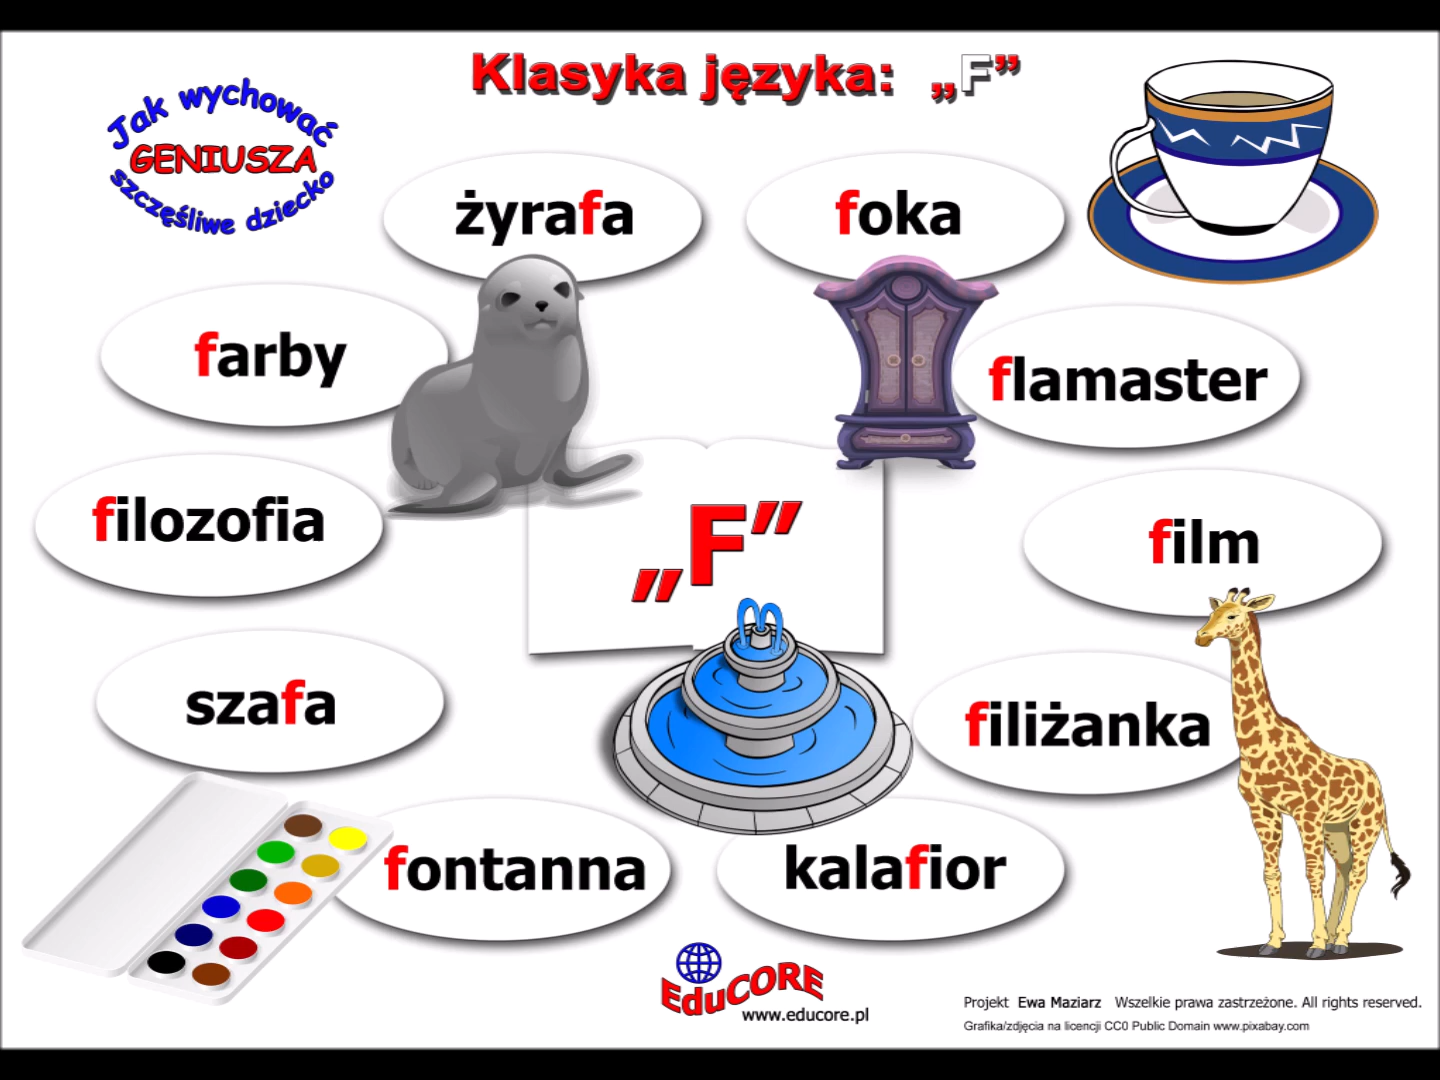 Klasyka języka: „F”
Jak wychować
GENIUSZA
szczęśliwe dziecko
żyrafa
foka
farby
flamaster
filozofia
„F”
film
szafa
filiżanka
fontanna
kalafior
EduCORE
www.educore.pl
Projekt Ewa Maziarz Wszelkie prawa zastrzeżone. All rights reserved.
Grafika/zdjęcia na licencji CC0 Public Domain www.pixabay.com